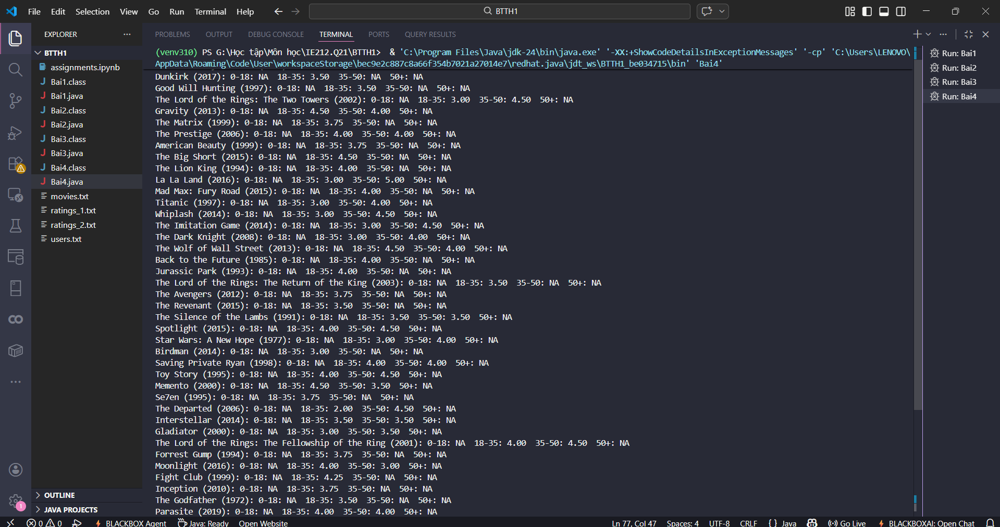 File Edit Selection View Go Run Terminal Help BTTH1
EXPLORER
BTTH1
assignments.ipynb
Bai1.class
Bai1.java
Bai2.class
Bai2.java
Bai3.class
Bai3.java
Bai4.class
Bai4.java
movies.txt
ratings_1.txt
ratings_2.txt
users.txt
OUTLINE
JAVA PROJECTS
PROBLEMS OUTPUT DEBUG CONSOLE TERMINAL PORTS QUERY RESULTS
(venv310) PS G:\Học tập\Môn học\IE212.Q21\BTTH1> & 'C:\Program Files\Java\jdk-24\bin\java.exe' '-XX:+ShowCodeDetailsInExceptionMessages' '-cp' 'C:\Users\LENOVO\
AppData\Roaming\Code\User\workspaceStorage\bec9e2c887c8a66f354b7021a27014e7\redhat.java\jdt_ws\BTTH1_be034715\bin' 'Bai4'
Dunkirk (2017): 0-18: NA 18-35: 3.50 35-50: NA 50+: NA
Good Will Hunting (1997): 0-18: NA 18-35: 3.50 35-50: NA 50+: NA
The Lord of the Rings: The Two Towers (2002): 0-18: NA 18-35: 3.00 35-50: 4.50 50+: NA
Gravity (2013): 0-18: NA 18-35: 4.50 35-50: 4.00 50+: NA
The Matrix (1999): 0-18: NA 18-35: 3.75 35-50: NA 50+: NA
The Prestige (2006): 0-18: NA 18-35: 4.00 35-50: 4.00 50+: NA
American Beauty (1999): 0-18: NA 18-35: 3.75 35-50: NA 50+: NA
The Big Short (2015): 0-18: NA 18-35: 4.50 35-50: NA 50+: NA
The Lion King (1994): 0-18: NA 18-35: 4.00 35-50: NA 50+: NA
La La Land (2016): 0-18: NA 18-35: 3.00 35-50: 5.00 50+: NA
Mad Max: Fury Road (2015): 0-18: NA 18-35: 4.00 35-50: NA 50+: NA
Titanic (1997): 0-18: NA 18-35: 3.00 35-50: 4.00 50+: NA
Whiplash (2014): 0-18: NA 18-35: 3.00 35-50: 4.50 50+: NA
The Imitation Game (2014): 0-18: NA 18-35: 3.00 35-50: 4.50 50+: NA
The Dark Knight (2008): 0-18: NA 18-35: 3.00 35-50: 4.00 50+: NA
The Wolf of Wall Street (2013): 0-18: NA 18-35: 4.50 35-50: 4.00 50+: NA
Back to the Future (1985): 0-18: NA 18-35: 4.00 35-50: NA 50+: NA
Jurassic Park (1993): 0-18: NA 18-35: 4.00 35-50: NA 50+: NA
The Lord of the Rings: The Return of the King (2003): 0-18: NA 18-35: 3.50 35-50: NA 50+: NA
The Avengers (2012): 0-18: NA 18-35: 3.75 35-50: NA 50+: NA
The Revenant (2015): 0-18: NA 18-35: 3.50 35-50: NA 50+: NA
The Silence of the Lambs (1991): 0-18: NA 18-35: 3.50 35-50: 3.50 50+: NA
Spotlight (2015): 0-18: NA 18-35: 4.00 35-50: 4.50 50+: NA
Star Wars: A New Hope (1977): 0-18: NA 18-35: 3.00 35-50: 4.00 50+: NA
Birdman (2014): 0-18: NA 18-35: 3.00 35-50: NA 50+: NA
Saving Private Ryan (1998): 0-18: NA 18-35: 4.00 35-50: 4.00 50+: NA
Toy Story (1995): 0-18: NA 18-35: 4.00 35-50: 4.50 50+: NA
Memento (2000): 0-18: NA 18-35: 4.50 35-50: 3.50 50+: NA
Se7en (1995): 0-18: NA 18-35: 3.75 35-50: NA 50+: NA
The Departed (2006): 0-18: NA 18-35: 2.00 35-50: 4.50 50+: NA
Interstellar (2014): 0-18: NA 18-35: 3.50 35-50: 3.50 50+: NA
Gladiator (2000): 0-18: NA 18-35: 3.00 35-50: 3.50 50+: NA
The Lord of the Rings: The Fellowship of the Ring (2001): 0-18: NA 18-35: 4.00 35-50: 4.50 50+: NA
Forrest Gump (1994): 0-18: NA 18-35: 3.75 35-50: NA 50+: NA
Moonlight (2016): 0-18: NA 18-35: 4.00 35-50: 3.00 50+: NA
Fight Club (1999): 0-18: NA 18-35: 4.25 35-50: NA 50+: NA
Inception (2010): 0-18: NA 18-35: 3.75 35-50: NA 50+: NA
The Godfather (1972): 0-18: NA 18-35: 3.50 35-50: NA 50+: NA
Parasite (2019): 0-18: NA 18-35: 4.00 35-50: 4.00 50+: NA
Run: Bai1
Run: Bai2
Run: Bai3
Run: Bai4
1
0 0 BLACKBOX Agent Java: Ready Open Website Ln 77, Col 47 Spaces: 4 UTF-8 CRLF { } Java Go Live BLACKBOXAI: Open Chat